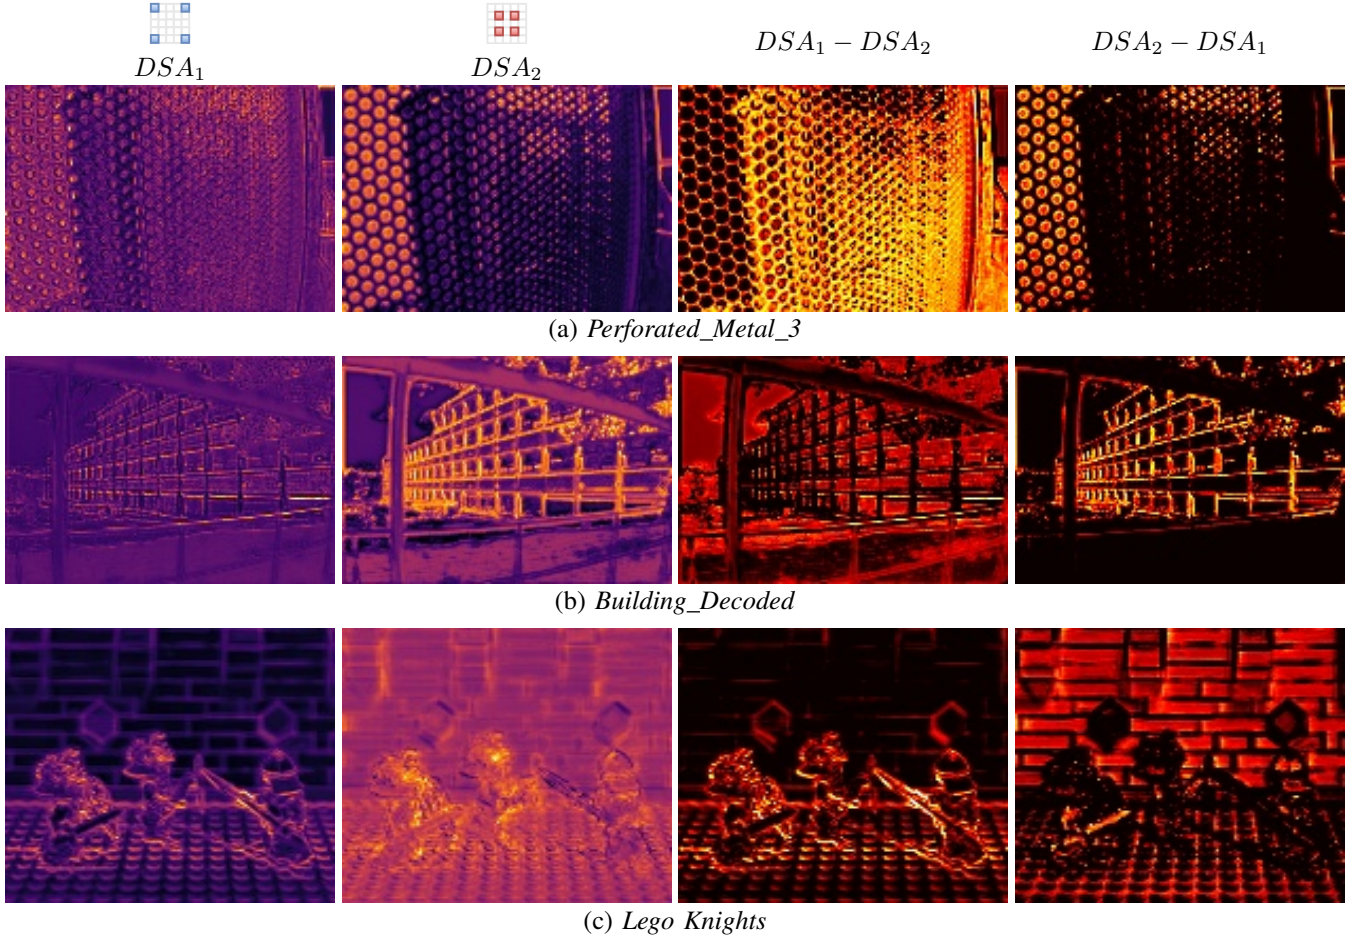 DSA₁ DSA₂ DSA₁ − DSA₂ DSA₂ − DSA₁
(a) Perforated_Metal_3
(b) Building_Decoded
(c) Lego Knights